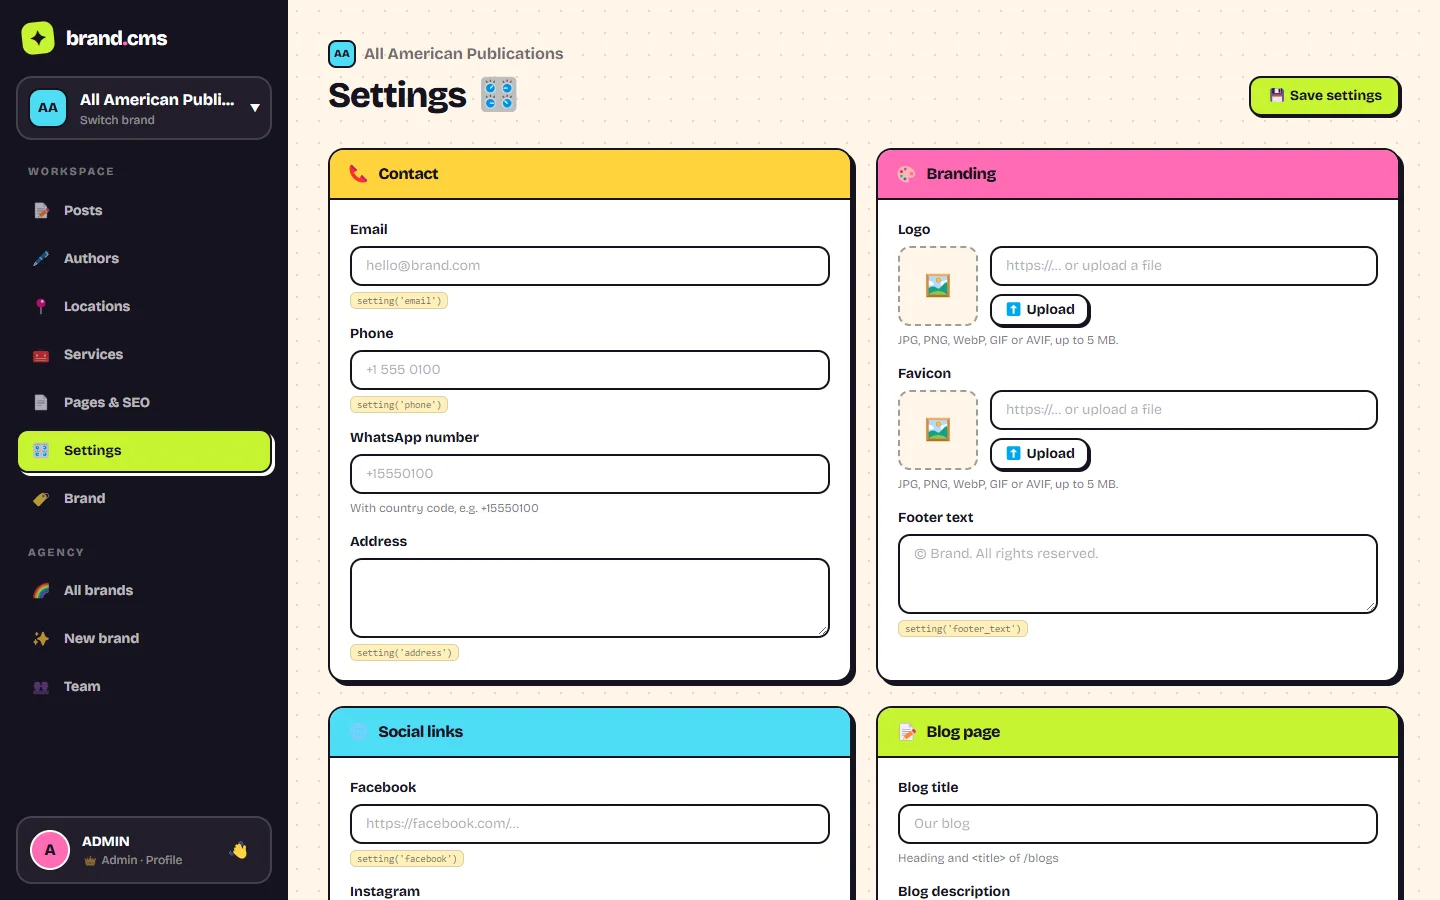 brand.cms
AA
All American Publi...
Switch brand
WORKSPACE
Posts
Authors
Locations
Services
Pages & SEO
Settings
Brand
AGENCY
All brands
New brand
Team
A
ADMIN
Admin · Profile
AA
All American Publications
Settings
Save settings
Contact
Email
hello@brand.com
setting('email')
Phone
+1 555 0100
setting('phone')
WhatsApp number
+15550100
With country code, e.g. +15550100
Address
setting('address')
Branding
Logo
https://... or upload a file
Upload
JPG, PNG, WebP, GIF or AVIF, up to 5 MB.
Favicon
https://... or upload a file
Upload
JPG, PNG, WebP, GIF or AVIF, up to 5 MB.
Footer text
© Brand. All rights reserved.
setting('footer_text')
Social links
Facebook
https://facebook.com/...
setting('facebook')
Instagram
Blog page
Blog title
Our blog
Heading and <title> of /blogs
Blog description